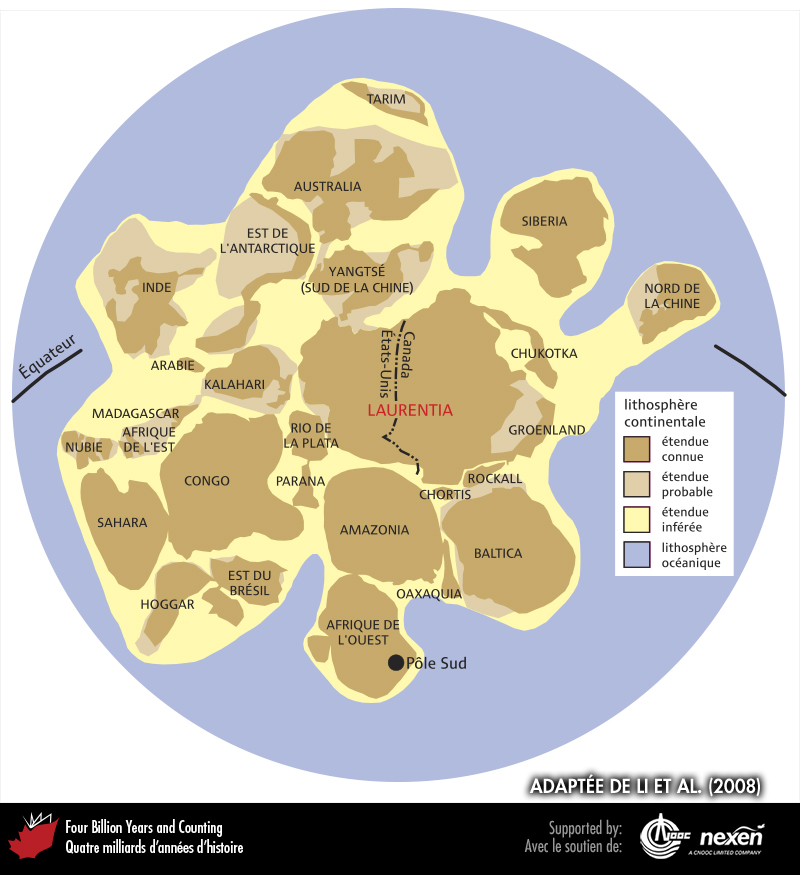 TARIM
AUSTRALIA
SIBERIA
EST DE
L'ANTARCTIQUE
YANGTSÉ
(SUD DE LA CHINE)
INDE
NORD DE
LA CHINE
Équateur
Canada
États-Unis
CHUKOTKA
ARABIE
KALAHARI
LAURENTIA
MADAGASCAR
GROENLAND
AFRIQUE
DE L'EST
NUBIE
RIO DE
LA PLATA
CONGO
PARANA
ROCKALL
CHORTIS
SAHARA
AMAZONIA
BALTICA
EST DU
BRÉSIL
HOGGAR
OAXAQUIA
AFRIQUE DE
L'OUEST
Pôle Sud
lithosphère
continentale
étendue
connue
étendue
probable
étendue
inférée
lithosphère
océanique
ADAPTÉE DE LI ET AL. (2008)
Four Billion Years and Counting
Quatre milliards d'années d'histoire
Supported by:
Avec le soutien de:
CNOOC
nexen
A CNOOC LIMITED COMPANY